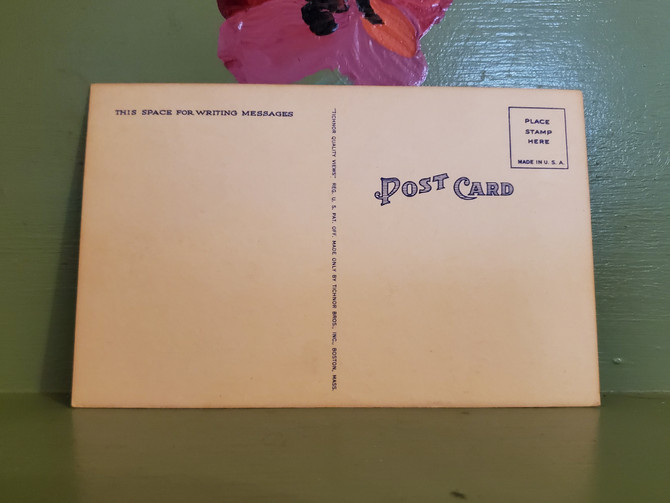 THIS SPACE FOR WRITING MESSAGES
"TICHNOR QUALITY VIEWS" REG. U. S. PAT. OFF. MADE ONLY BY TICHNOR BROS., INC., BOSTON, MASS.
POST CARD
PLACE
STAMP
HERE
MADE IN U. S. A.